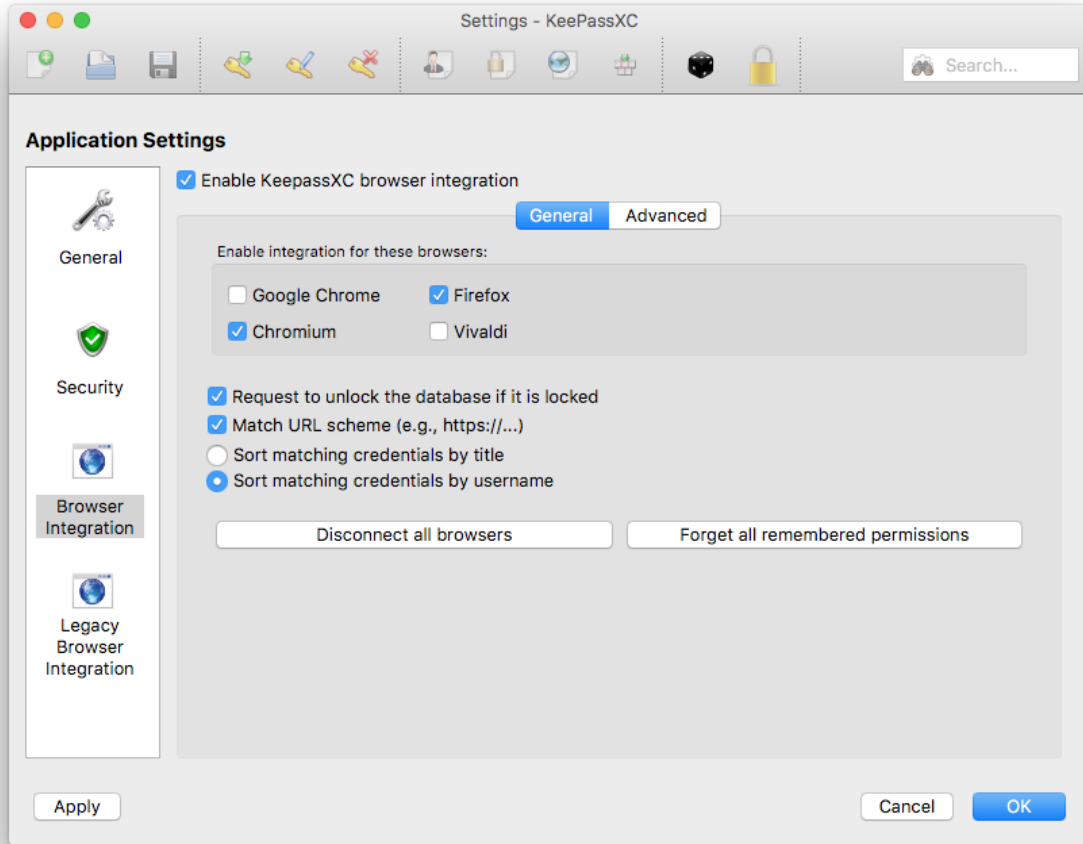 Settings - KeePassXC
Search...
Application Settings
General
Security
Browser
Integration
Legacy
Browser
Integration
Enable KeepassXC browser integration
General Advanced
Enable integration for these browsers:
Google Chrome Firefox
Chromium Vivaldi
Request to unlock the database if it is locked
Match URL scheme (e.g., https://...)
Sort matching credentials by title
Sort matching credentials by username
Disconnect all browsers Forget all remembered permissions
Apply Cancel OK